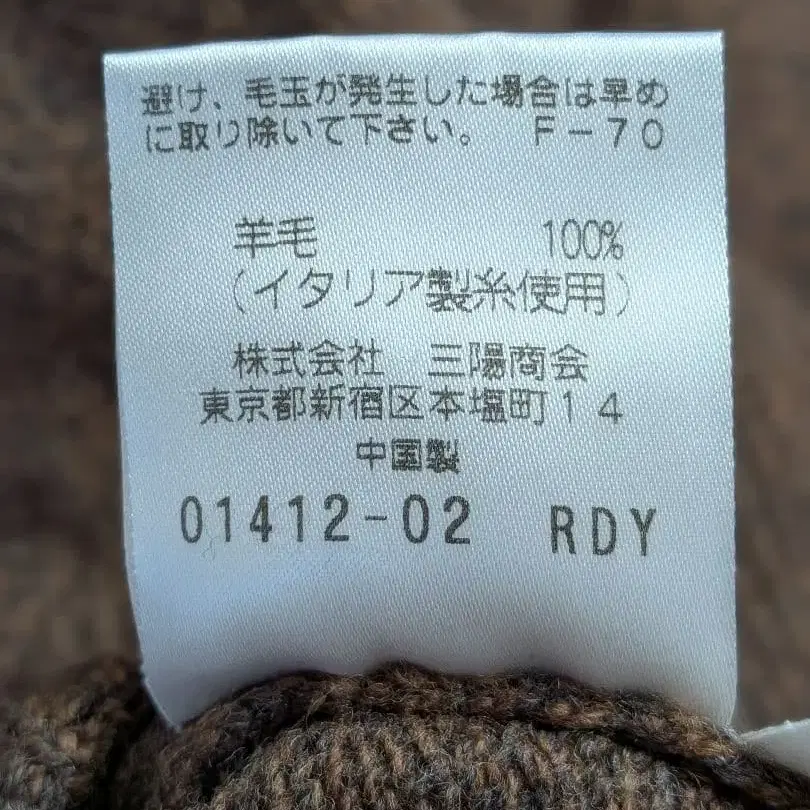 避け、毛玉が発生した場合は早め
に取り除いて下さい。 F-70
羊毛 100%
(イタリア製糸使用)
株式会社 三陽商会
東京都新宿区本塩町14
中国製
01412-02 RDY